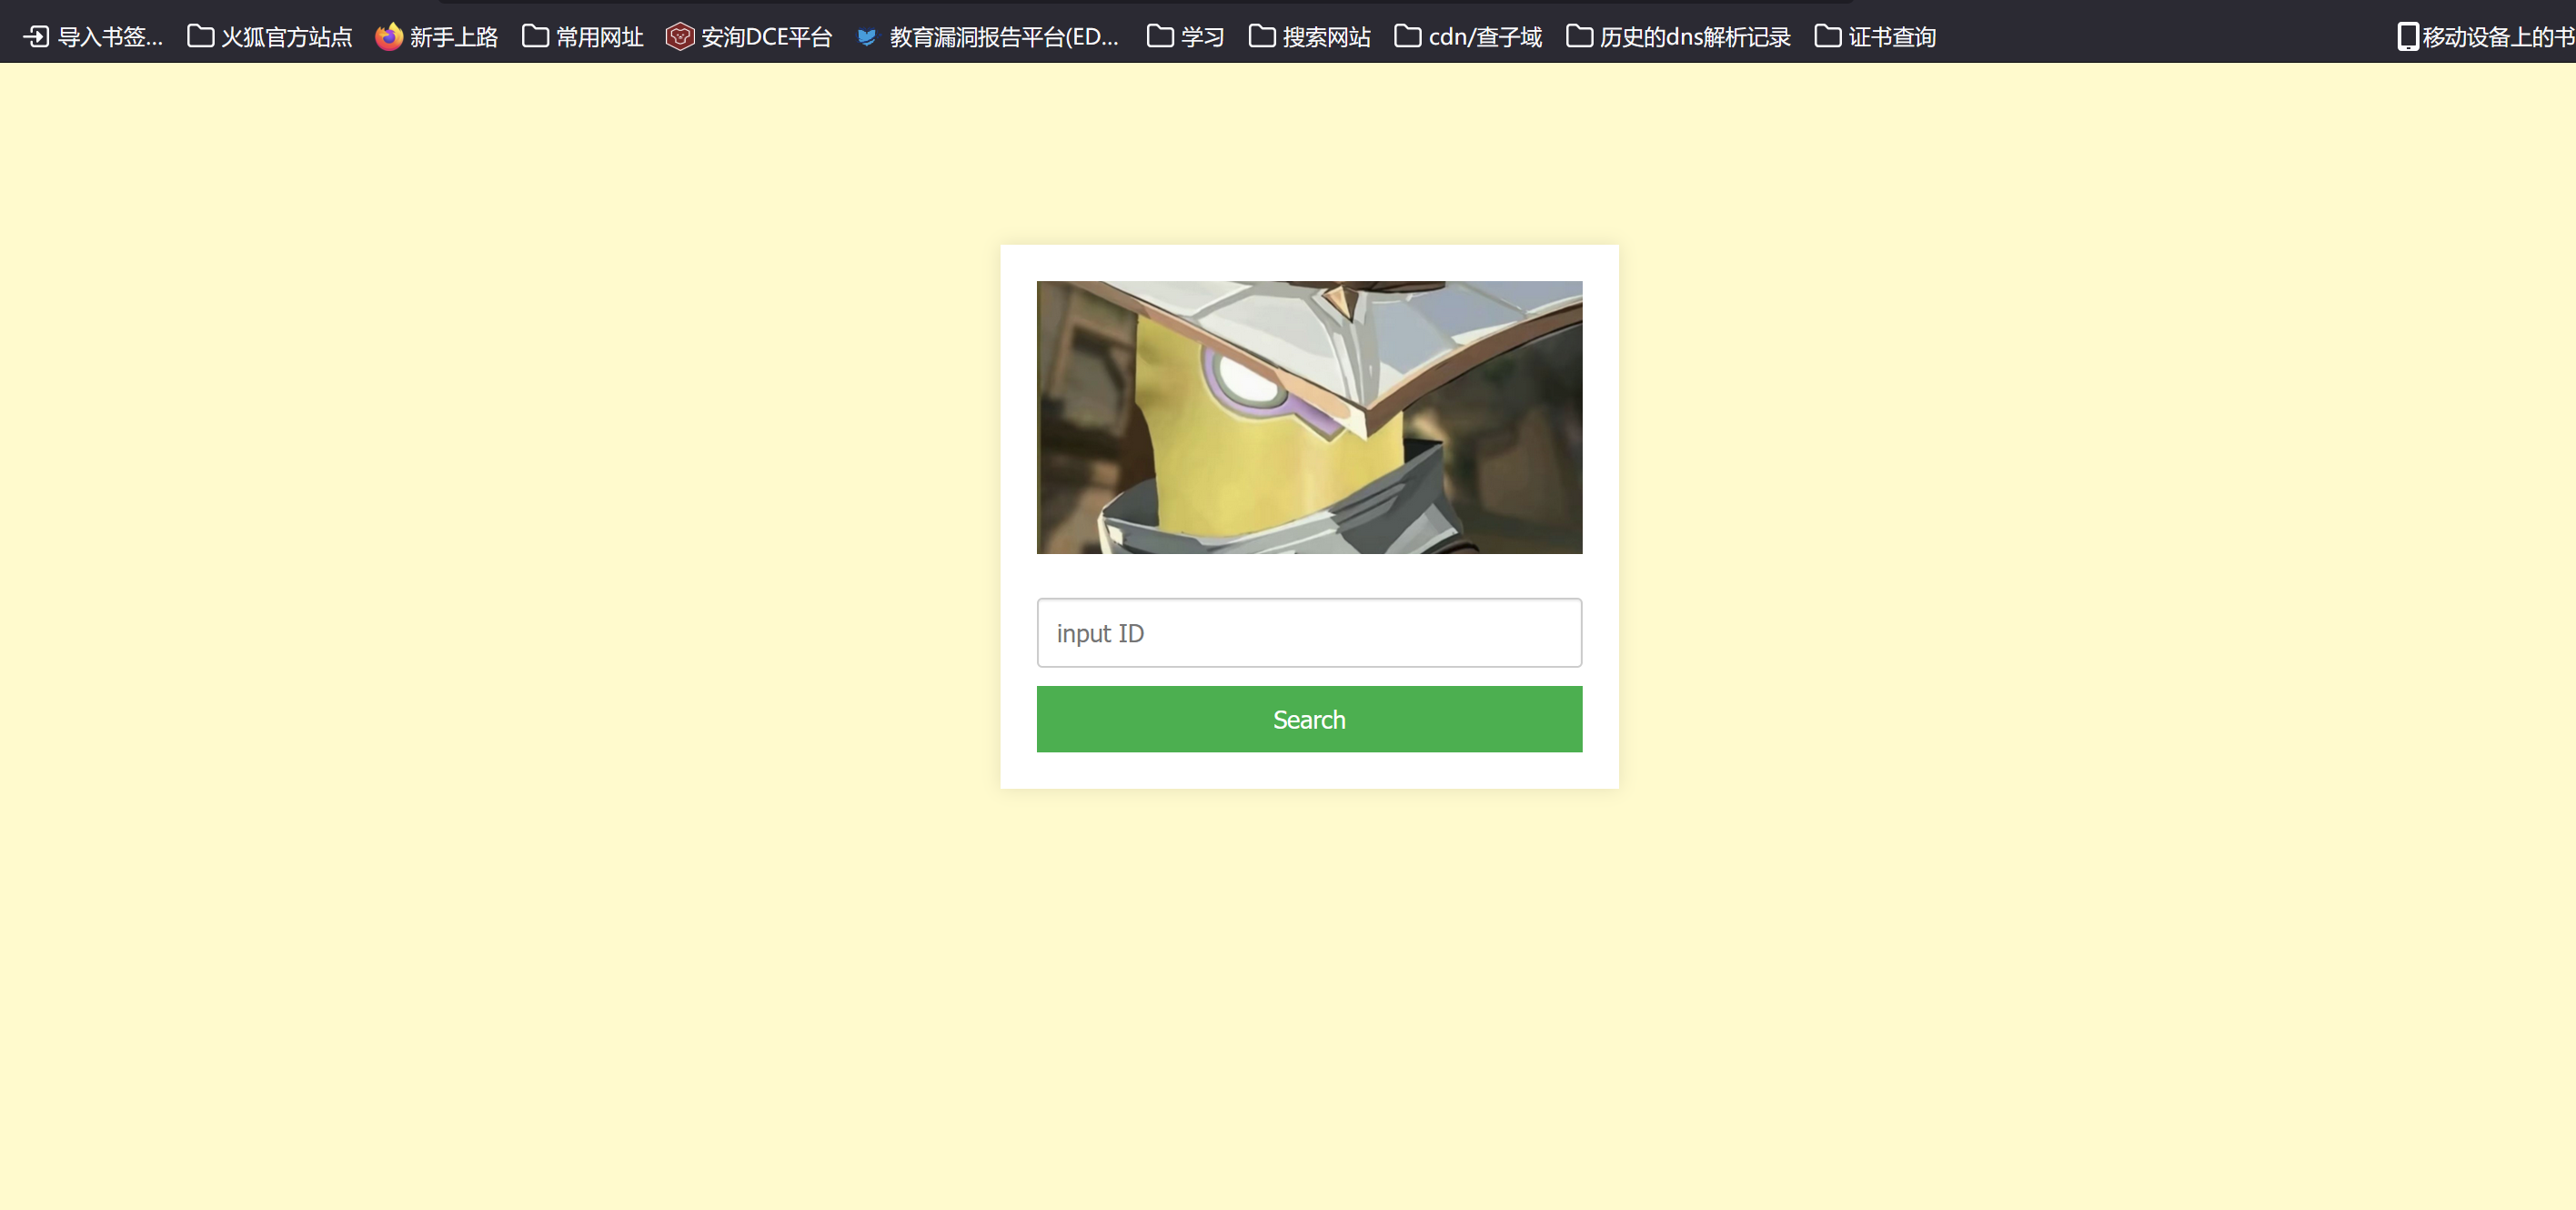 导入书签... 火狐官方站点 新手上路 常用网址 安洵DCE平台 教育漏洞报告平台(ED... 学习 搜索网站 cdn/查子域 历史的dns解析记录 证书查询 移动设备上的书
input ID
Search